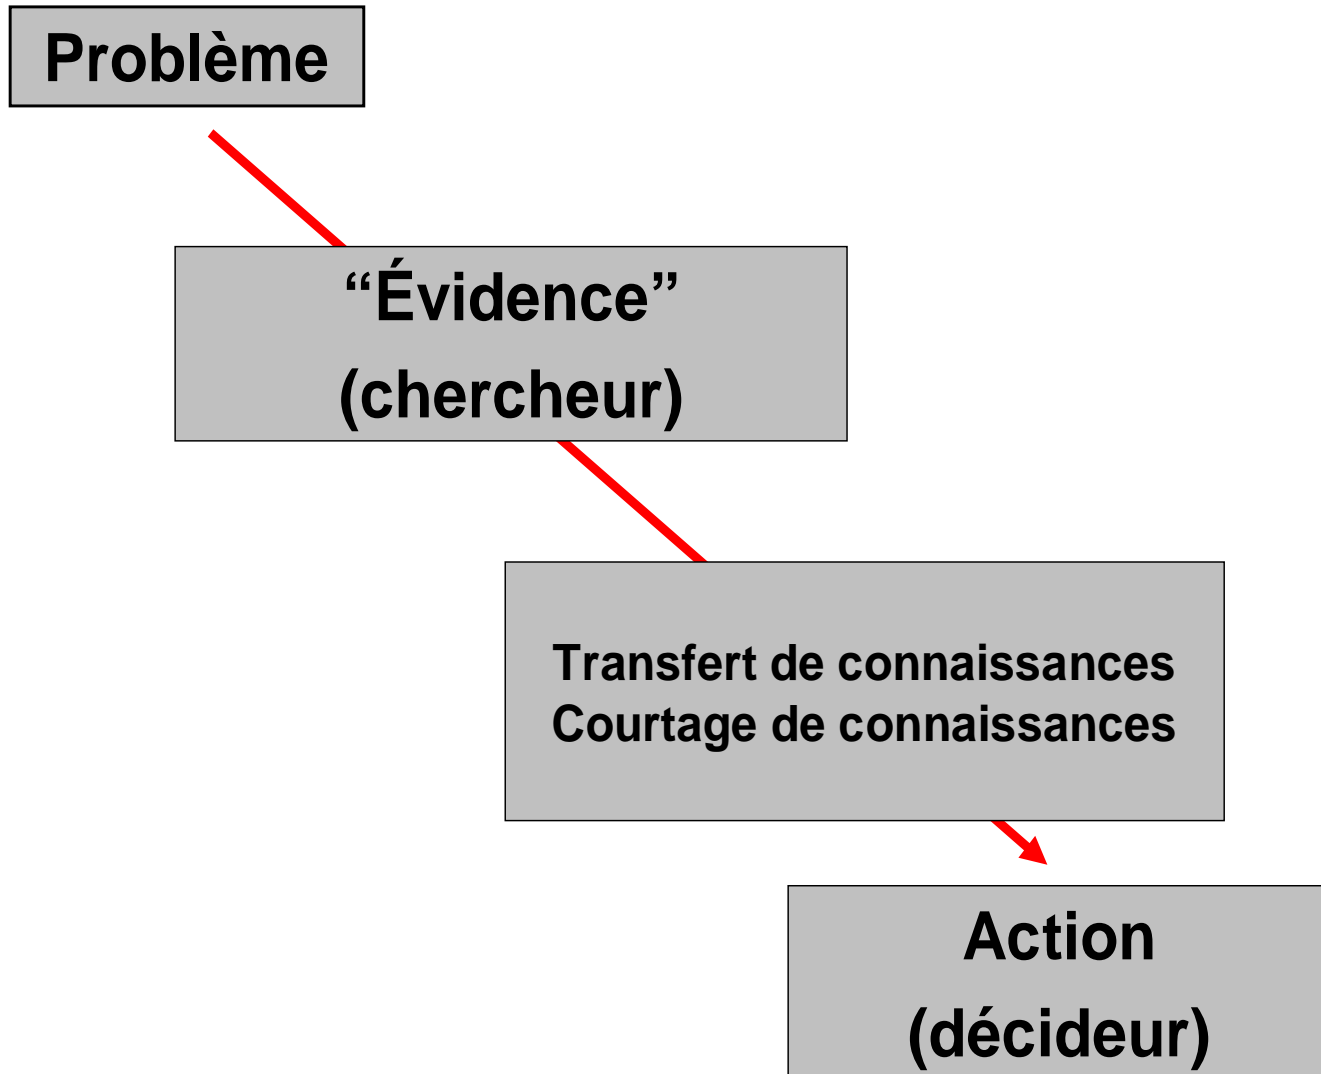 Problème
“Évidence”
(chercheur)
Transfert de connaissances
Courtage de connaissances
Action
(décideur)